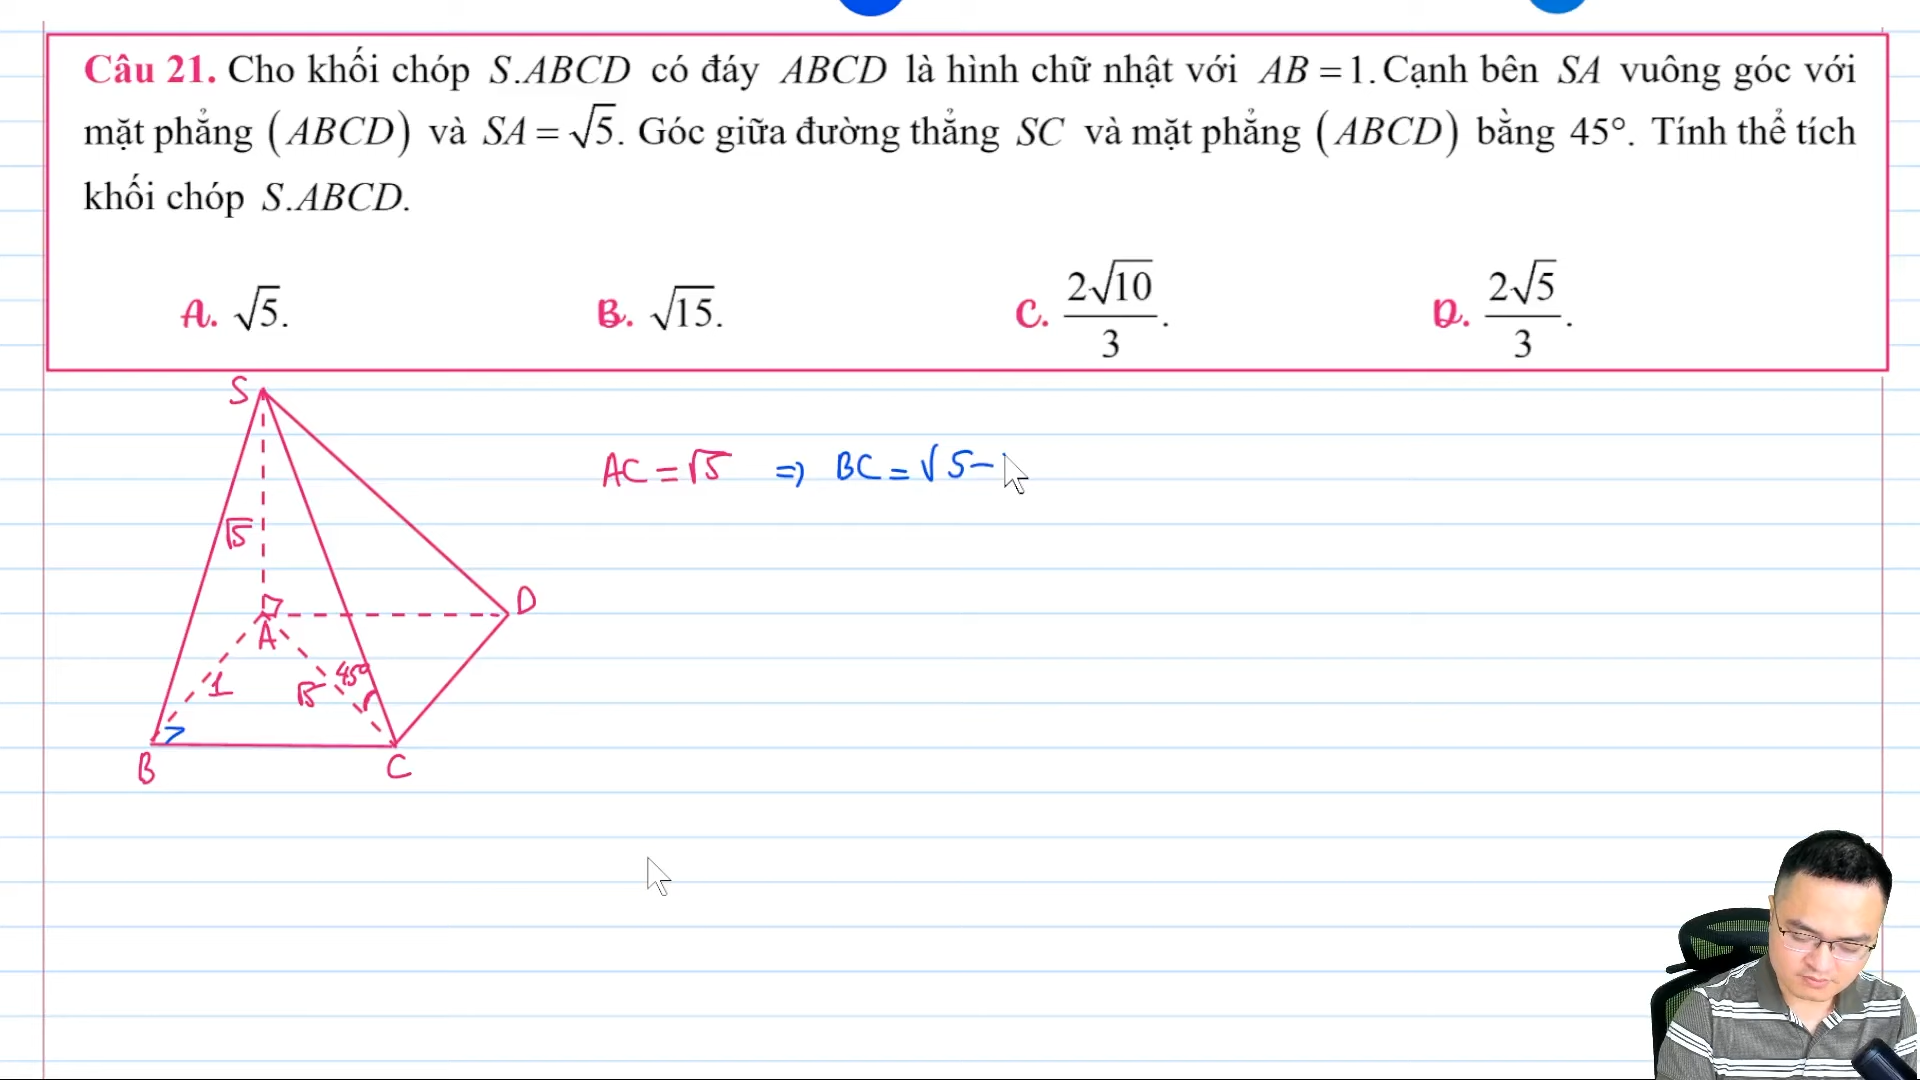 Câu 21. Cho khối chóp S.ABCD có đáy ABCD là hình chữ nhật với AB = 1. Cạnh bên SA vuông góc với
mặt phẳng (ABCD) và SA = √5. Góc giữa đường thẳng SC và mặt phẳng (ABCD) bằng 45°. Tính thể tích
khối chóp S.ABCD.
A. √5. B. √15. C. 2√10/3. D. 2√5/3.
S
AC = √5 ⇒ BC = √5-
√5
D
A
45°
1 √5
B C